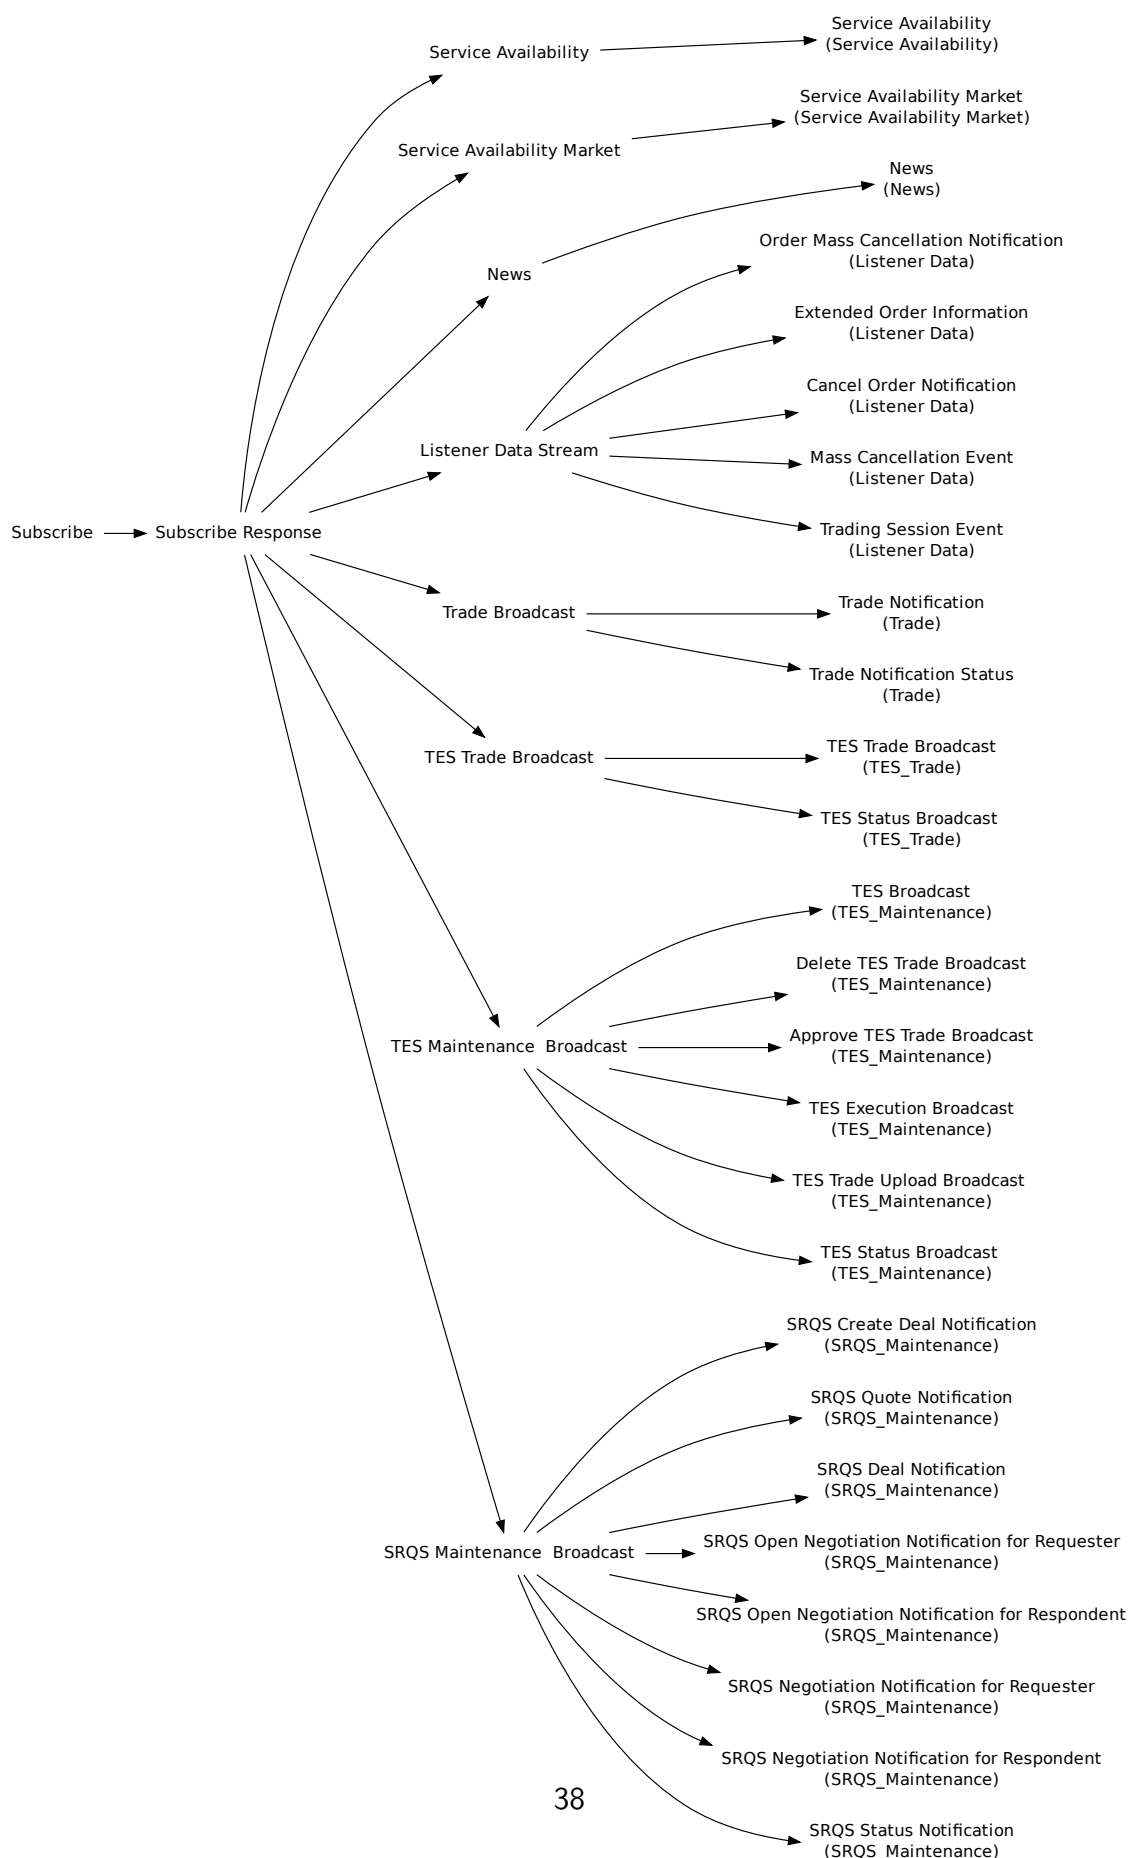 Service Availability
(Service Availability)
Service Availability
Service Availability Market
(Service Availability Market)
Service Availability Market
News
(News)
News
Order Mass Cancellation Notification
(Listener Data)
Extended Order Information
(Listener Data)
Cancel Order Notification
(Listener Data)
Listener Data Stream
Mass Cancellation Event
(Listener Data)
Subscribe
Subscribe Response
Trading Session Event
(Listener Data)
Trade Broadcast
Trade Notification
(Trade)
Trade Notification Status
(Trade)
TES Trade Broadcast
TES Trade Broadcast
(TES_Trade)
TES Status Broadcast
(TES_Trade)
TES Broadcast
(TES_Maintenance)
Delete TES Trade Broadcast
(TES_Maintenance)
TES Maintenance  Broadcast
Approve TES Trade Broadcast
(TES_Maintenance)
TES Execution Broadcast
(TES_Maintenance)
TES Trade Upload Broadcast
(TES_Maintenance)
TES Status Broadcast
(TES_Maintenance)
SRQS Create Deal Notification
(SRQS_Maintenance)
SRQS Quote Notification
(SRQS_Maintenance)
SRQS Deal Notification
(SRQS_Maintenance)
SRQS Maintenance  Broadcast
SRQS Open Negotiation Notification for Requester
(SRQS_Maintenance)
SRQS Open Negotiation Notification for Respondent
(SRQS_Maintenance)
SRQS Negotiation Notification for Requester
(SRQS_Maintenance)
SRQS Negotiation Notification for Respondent
(SRQS_Maintenance)
38
SRQS Status Notification
(SRQS_Maintenance)